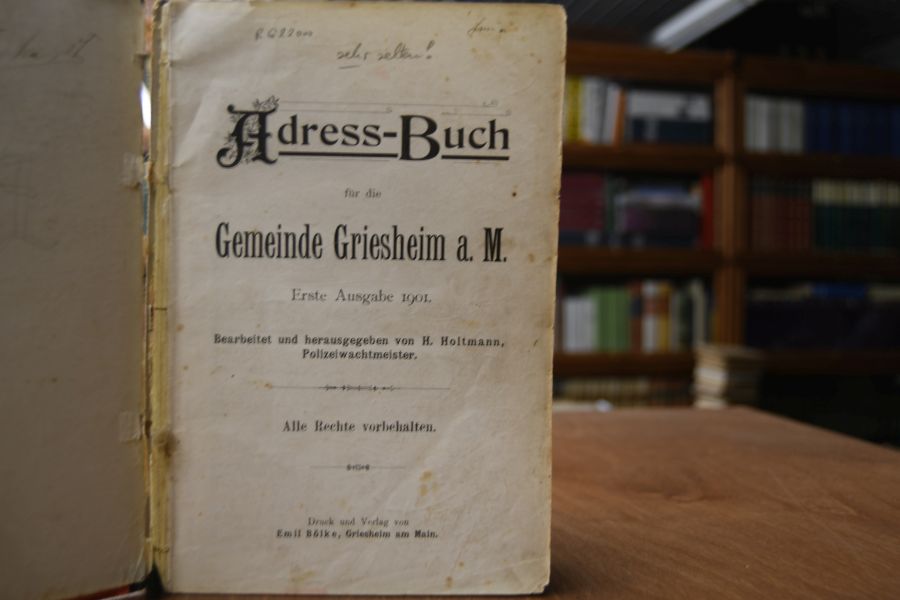 sehr selten!
Adress-Buch
für die
Gemeinde Griesheim a. M.
Erste Ausgabe 1901.
Bearbeitet und herausgegeben von H. Holtmann,
Polizeiwachtmeister.
Alle Rechte vorbehalten.
Druck und Verlag von
Emil Bölke, Griesheim am Main.